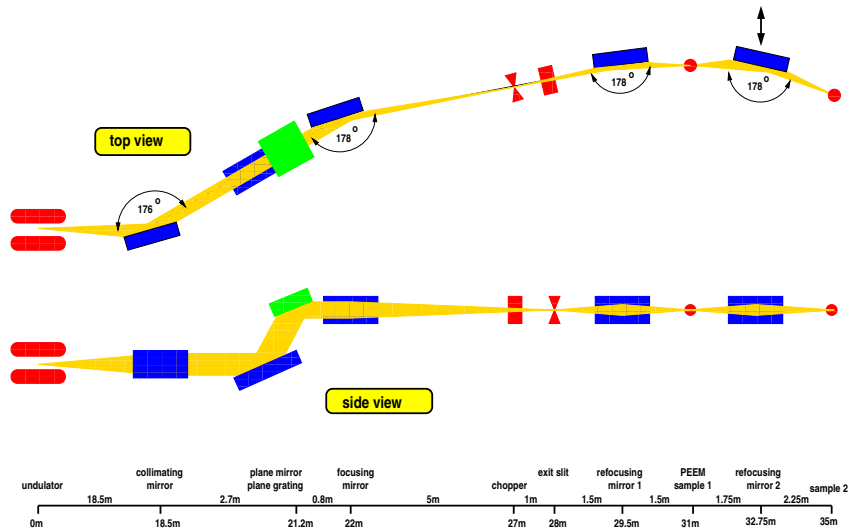 178°
178°
top view
178°
176°
side view
undulator
collimating
mirror
plane mirror
plane grating
focusing
mirror
chopper
exit slit
refocusing
mirror 1
PEEM
sample 1
refocusing
mirror 2
sample 2
18.5m 2.7m 0.8m 5m 1m 1.5m 1.5m 1.75m 2.25m
0m 18.5m 21.2m 22m 27m 28m 29.5m 31m 32.75m 35m